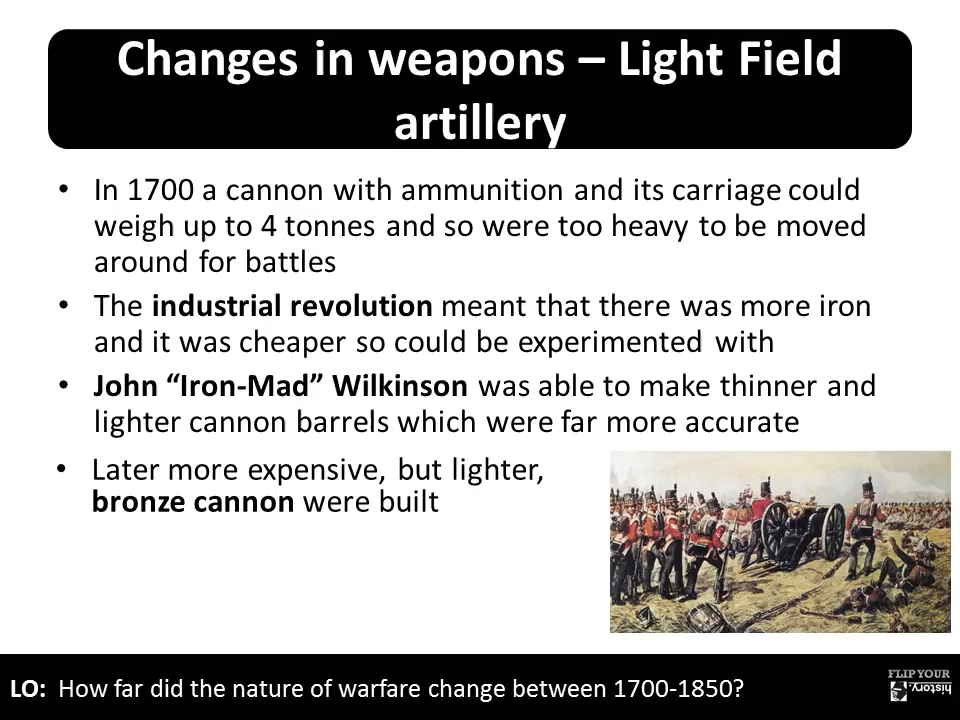 Changes in weapons – Light Field
artillery
• In 1700 a cannon with ammunition and its carriage could
weigh up to 4 tonnes and so were too heavy to be moved
around for battles
• The industrial revolution meant that there was more iron
and it was cheaper so could be experimented with
• John “Iron-Mad” Wilkinson was able to make thinner and
lighter cannon barrels which were far more accurate
• Later more expensive, but lighter,
bronze cannon were built
LO: How far did the nature of warfare change between 1700-1850?
FLIP YOUR
history.